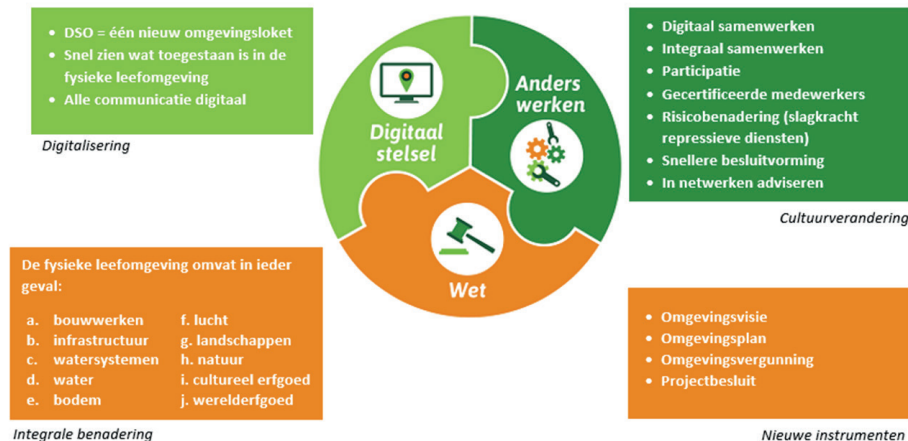 DSO = één nieuw omgevingsloket
Snel zien wat toegestaan is in de
fysieke leefomgeving
Alle communicatie digitaal
Digitalisering
Digitaal
stelsel
Anders
werken
Wet
Digitaal samenwerken
Integraal samenwerken
Participatie
Gecertificeerde medewerkers
Risicobenadering (slagkracht
repressieve diensten)
Snellere besluitvorming
In netwerken adviseren
Cultuurverandering
De fysieke leefomgeving omvat in ieder
geval:
a. bouwwerken
b. infrastructuur
c. watersystemen
d. water
e. bodem
f. lucht
g. landschappen
h. natuur
i. cultureel erfgoed
j. werelderfgoed
Integrale benadering
Omgevingsvisie
Omgevingsplan
Omgevingsvergunning
Projectbesluit
Nieuwe instrumenten